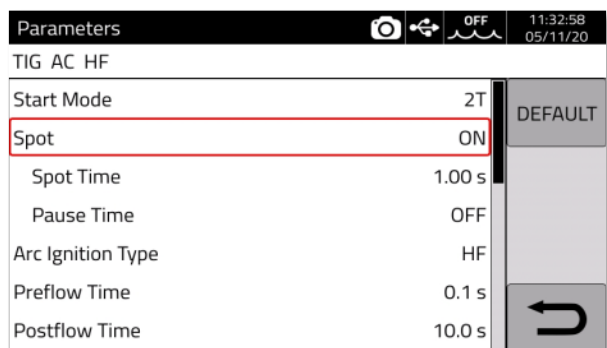 Parameters OFF 11:32:58
05/11/20
TIG AC HF
Start Mode 2T
DEFAULT
Spot ON
Spot Time 1.00 s
Pause Time OFF
Arc Ignition Type HF
Preflow Time 0.1 s
Postflow Time 10.0 s